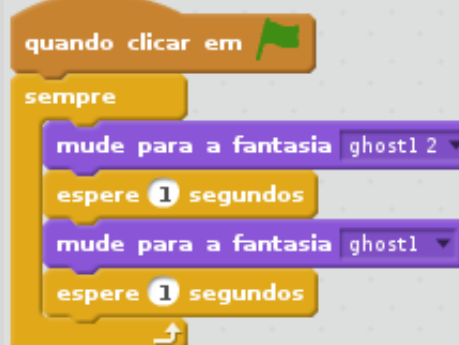 quando clicar em
sempre
mude para a fantasia ghost1 2
espere 1 segundos
mude para a fantasia ghost1
espere 1 segundos